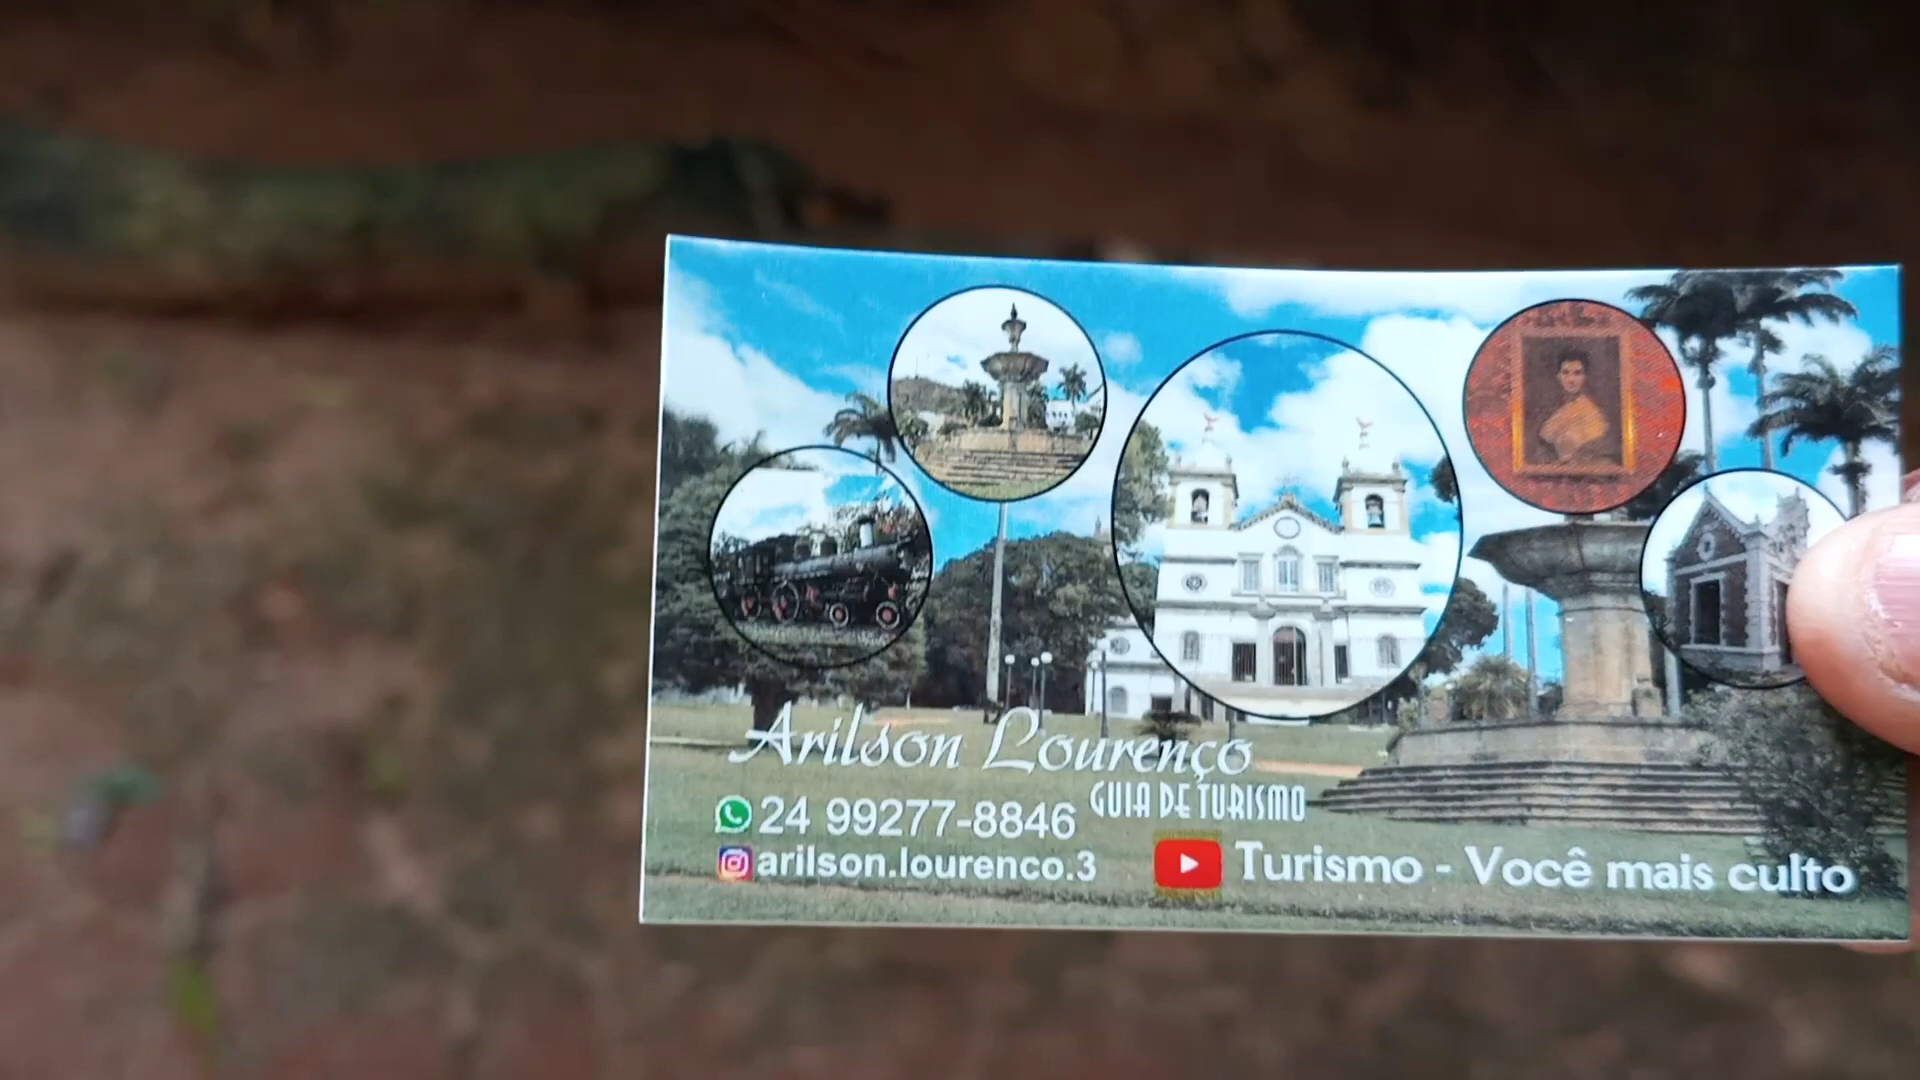 Arilson Lourenço
GUIA DE TURISMO
24 99277-8846
arilson.lourenco.3
Turismo - Você mais culto